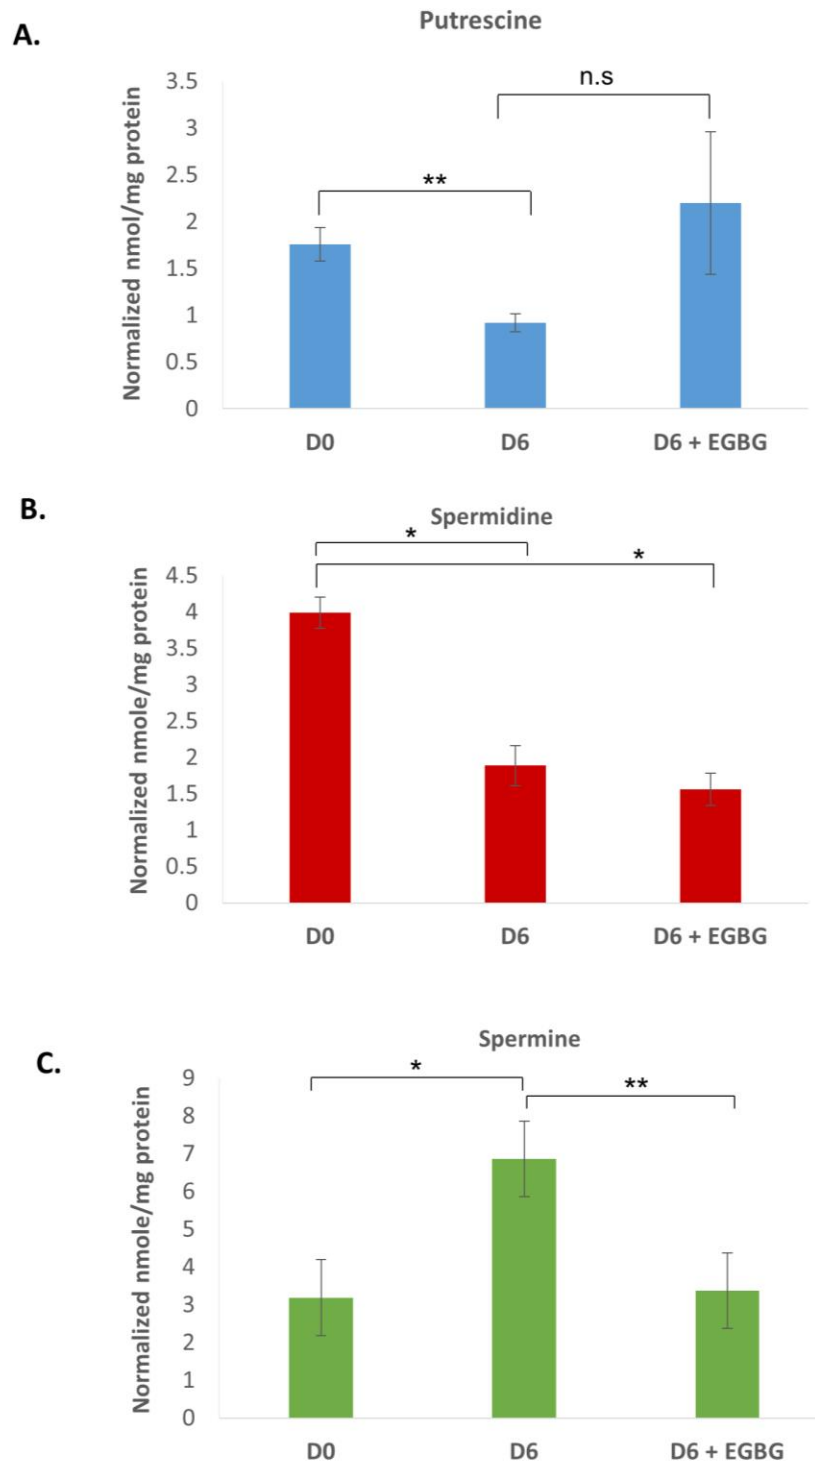 A.
Putrescine
Normalized nmol/mg protein
3.5
3
2.5
2
1.5
1
0.5
0
n.s
**
D0 D6 D6 + EGBG
B.
Spermidine
Normalized nmole/mg protein
4.5
4
3.5
3
2.5
2
1.5
1
0.5
0
*
*
D0 D6 D6 + EGBG
C.
Spermine
Normalized nmole/mg protein
9
8
7
6
5
4
3
2
1
0
*
**
D0 D6 D6 + EGBG